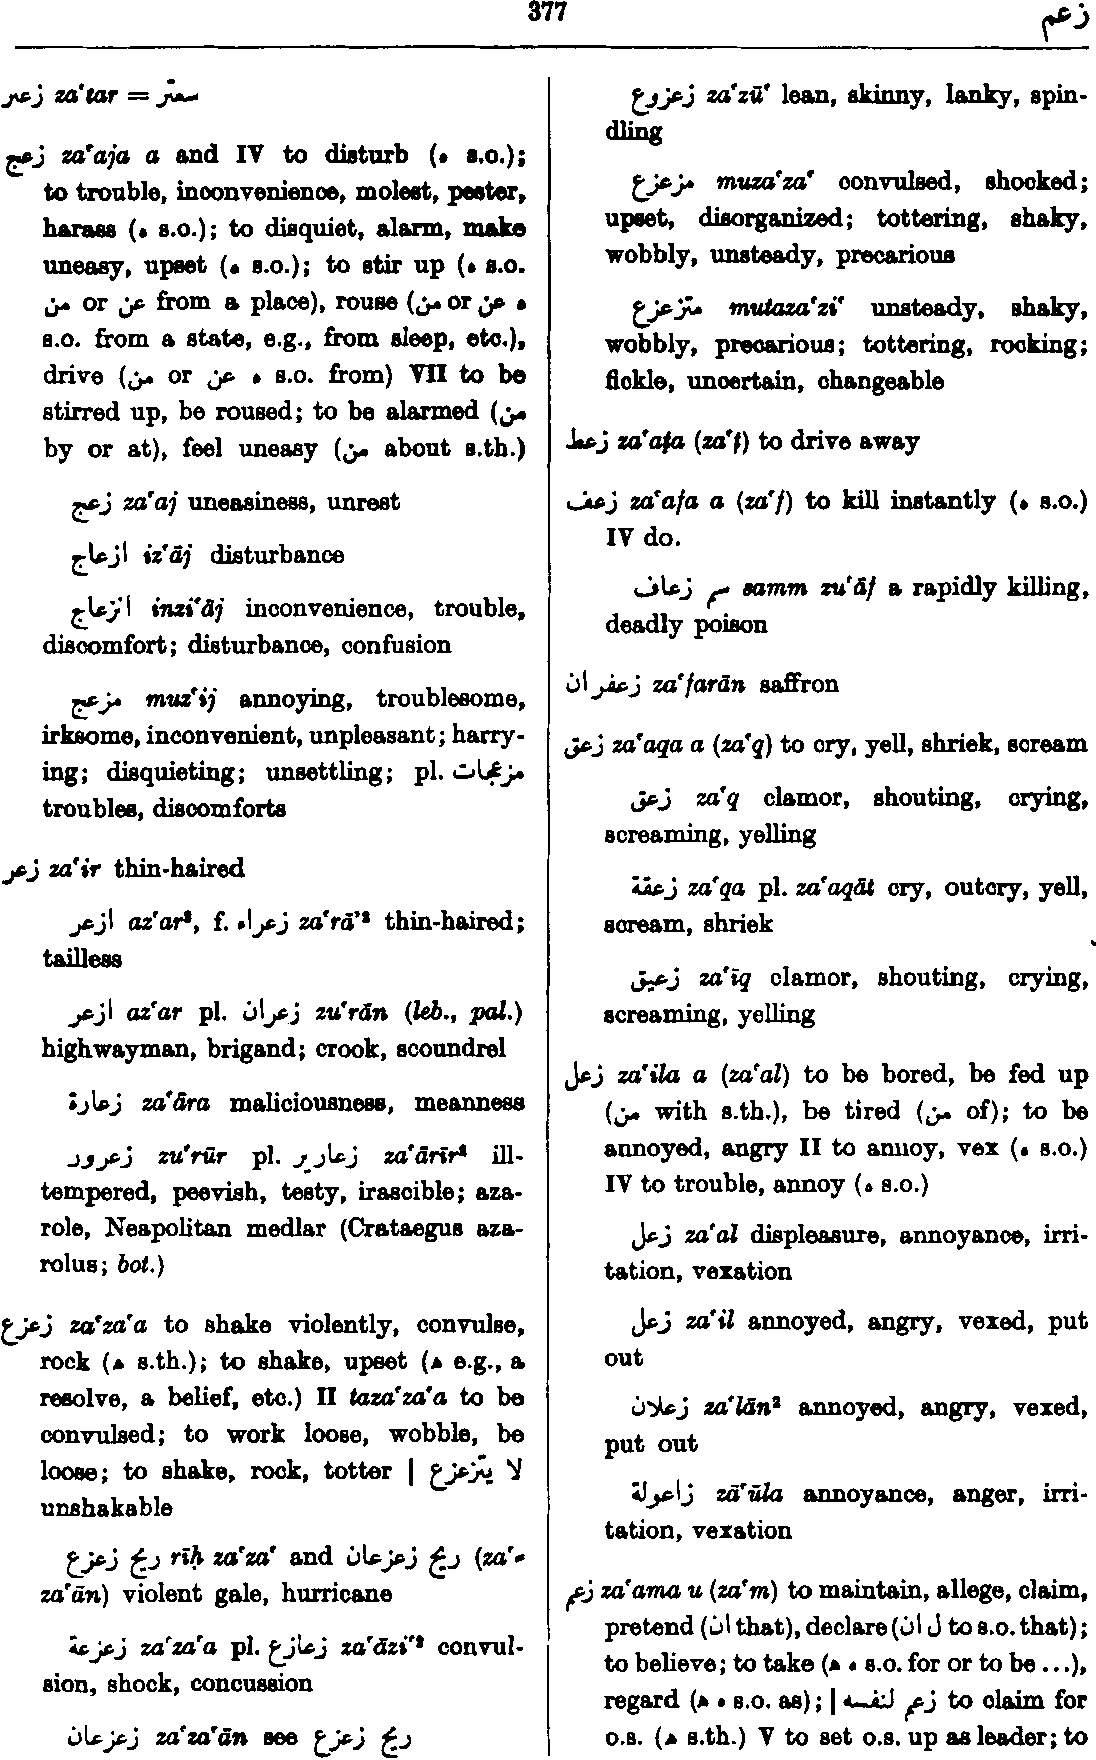 377
زعم
زعتر za‘tar = سعتر
زعج za‘aja a and IV to disturb (ه s.o.);
to trouble, inconvenience, molest, pester,
harass (ه s.o.); to disquiet, alarm, make
uneasy, upset (ه s.o.); to stir up (ه s.o.
من or عن from a place), rouse (من or عن ه
s.o. from a state, e.g., from sleep, etc.),
drive (من or عن ه s.o. from) VII to be
stirred up, be roused; to be alarmed (من
by or at), feel uneasy (من about s.th.)
زعج za‘aj uneasiness, unrest
ازعاج iz‘āj disturbance
انزعاج inzi‘āj inconvenience, trouble,
discomfort; disturbance, confusion
مزعج muz‘ij annoying, troublesome,
irksome, inconvenient, unpleasant; harry-
ing; disquieting; unsettling; pl. مزعجات
troubles, discomforts
زعر za‘ir thin-haired
ازعر az‘ar², f. زعراء za‘rā’² thin-haired;
tailless
ازعر az‘ar pl. زعران zu‘rān (leb., pal.)
highwayman, brigand; crook, scoundrel
زعارة za‘āra maliciousness, meanness
زعرور zu‘rūr pl. زعارير za‘ārīr² ill-
tempered, peevish, testy, irascible; aza-
role, Neapolitan medlar (Crataegus aza-
rolus; bot.)
زعزع za‘za‘a to shake violently, convulse,
rock (ه s.th.); to shake, upset (ه e.g., a
resolve, a belief, etc.) II taza‘za‘a to be
convulsed; to work loose, wobble, be
loose; to shake, rock, totter | لا يتزعزع
unshakable
ريح زعزع rīḥ za‘za‘ and ريح زعزعان (za‘-
za‘ān) violent gale, hurricane
زعزعة za‘za‘a pl. زعازع za‘āzi‘² convul-
sion, shock, concussion
زعزعان za‘za‘ān see ريح زعزع
زعزوع za‘zū‘ lean, skinny, lanky, spin-
dling
مزعزع muza‘za‘ convulsed, shocked;
upset, disorganized; tottering, shaky,
wobbly, unsteady, precarious
متزعزع mutaza‘zi‘ unsteady, shaky,
wobbly, precarious; tottering, rocking;
fickle, uncertain, changeable
زعط za‘aṭa (za‘ṭ) to drive away
زعف za‘afa a (za‘f) to kill instantly (ه s.o.)
IV do.
سم زعاف samm zu‘āf a rapidly killing,
deadly poison
زعفران za‘farān saffron
زعق za‘aqa a (za‘q) to cry, yell, shriek, scream
زعق za‘q clamor, shouting, crying,
screaming, yelling
زعقة za‘qa pl. za‘aqāt cry, outcry, yell,
scream, shriek
زعيق za‘īq clamor, shouting, crying,
screaming, yelling
زعل za‘ila a (za‘al) to be bored, be fed up
(من with s.th.), be tired (من of); to be
annoyed, angry II to annoy, vex (ه s.o.)
IV to trouble, annoy (ه s.o.)
زعل za‘al displeasure, annoyance, irri-
tation, vexation
زعل za‘il annoyed, angry, vexed, put
out
زعلان za‘lān² annoyed, angry, vexed,
put out
زاعولة zā‘ūla annoyance, anger, irri-
tation, vexation
زعم za‘ama u (za‘m) to maintain, allege, claim,
pretend (ان that), declare (ل ان to s.o. that);
to believe; to take (ه ه s.o. for or to be ...),
regard (ه ه s.o. as); | زعم لنفسه to claim for
o.s. (ه s.th.) V to set o.s. up as leader; to